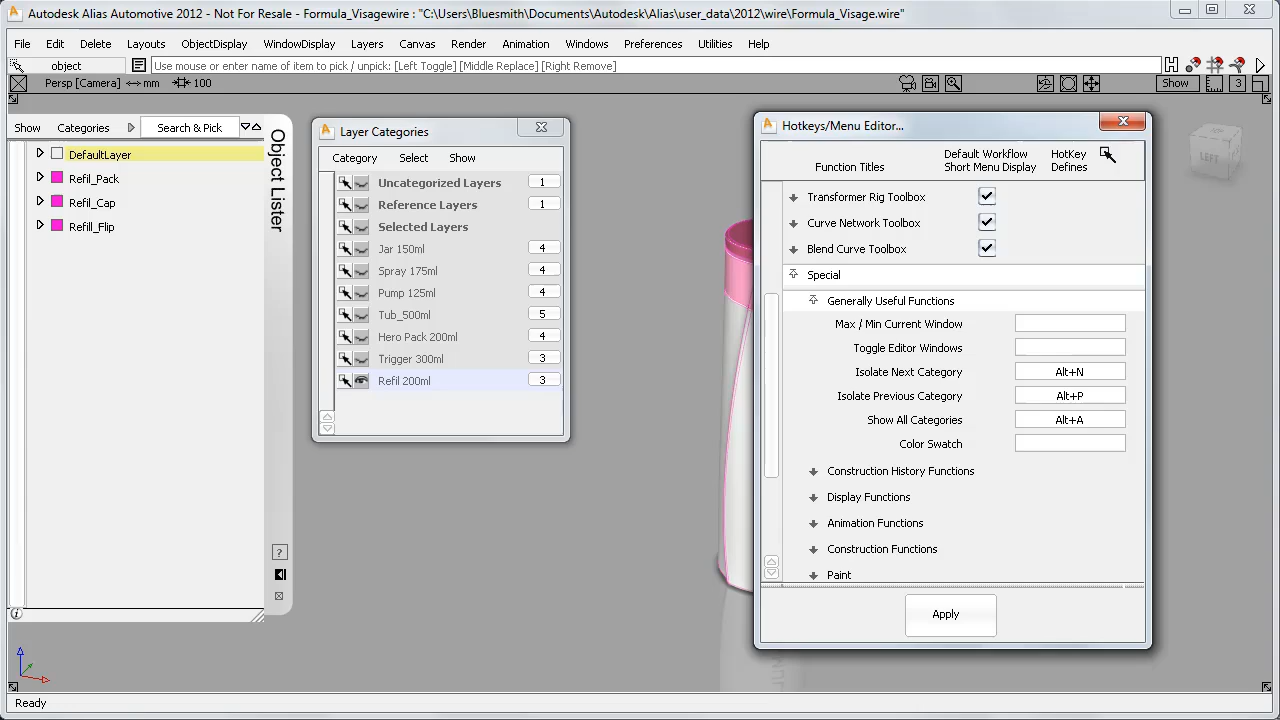 Autodesk Alias Automotive 2012 - Not For Resale - Formula_Visagewire : "C:\Users\Bluesmith\Documents\Autodesk\Alias\user_data\2012\wire\Formula_Visage.wire"
File Edit Delete Layouts ObjectDisplay WindowDisplay Layers Canvas Render Animation Windows Preferences Utilities Help
object Use mouse or enter name of item to pick / unpick: [Left Toggle] [Middle Replace] [Right Remove]
Persp [Camera] mm 100 Show 3
Show Categories Search & Pick
DefaultLayer
Refil_Pack
Refil_Cap
Refill_Flip
Object Lister
?
i
Layer Categories
Category Select Show
Uncategorized Layers 1
Reference Layers 1
Selected Layers
Jar 150ml 4
Spray 175ml 4
Pump 125ml 4
Tub_500ml 5
Hero Pack 200ml 4
Trigger 300ml 3
Refil 200ml 3
Hotkeys/Menu Editor...
Function Titles
Default Workflow
Short Menu Display
HotKey
Defines
Transformer Rig Toolbox
Curve Network Toolbox
Blend Curve Toolbox
Special
Generally Useful Functions
Max / Min Current Window
Toggle Editor Windows
Isolate Next Category Alt+N
Isolate Previous Category Alt+P
Show All Categories Alt+A
Color Swatch
Construction History Functions
Display Functions
Animation Functions
Construction Functions
Paint
Apply
LEFT
Ready